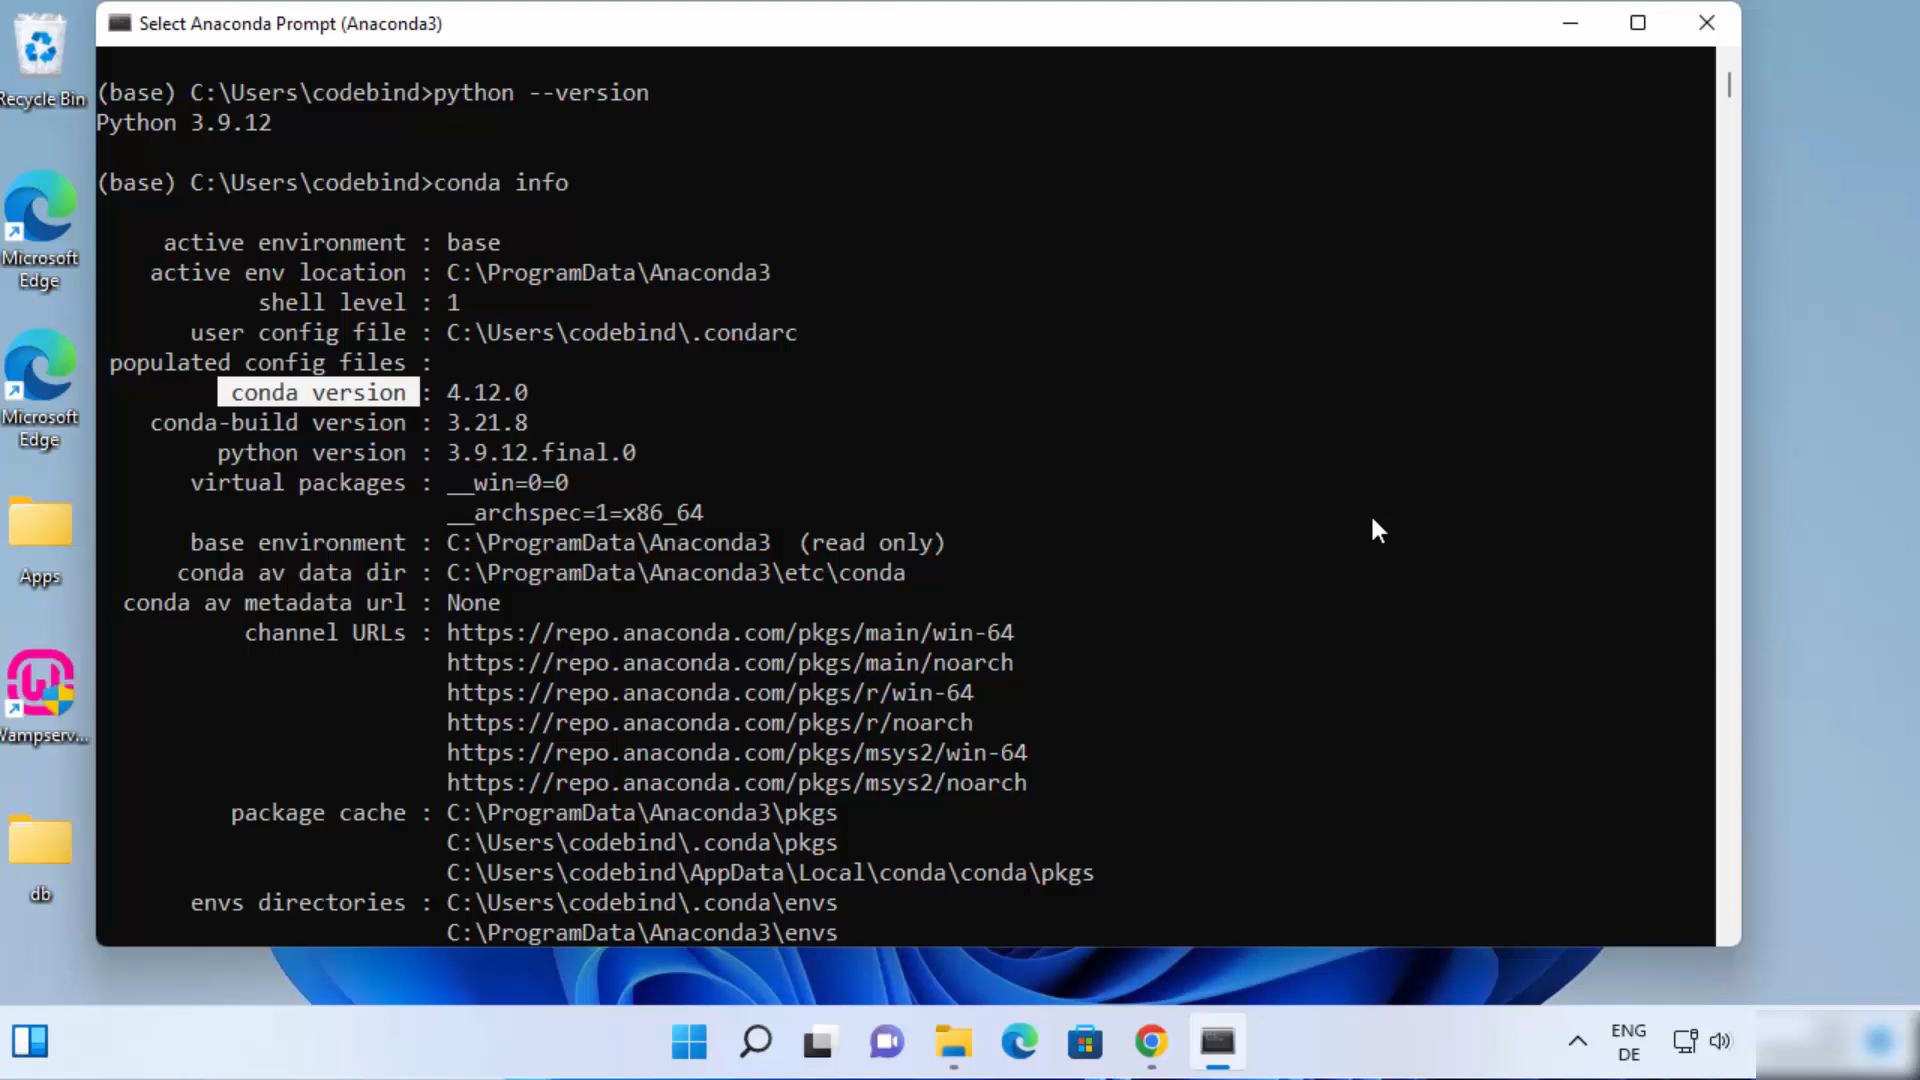 Select Anaconda Prompt (Anaconda3)
(base) C:\Users\codebind>python --version
Python 3.9.12
(base) C:\Users\codebind>conda info
active environment : base
active env location : C:\ProgramData\Anaconda3
shell level : 1
user config file : C:\Users\codebind\.condarc
populated config files :
conda version : 4.12.0
conda-build version : 3.21.8
python version : 3.9.12.final.0
virtual packages : __win=0=0
__archspec=1=x86_64
base environment : C:\ProgramData\Anaconda3  (read only)
conda av data dir : C:\ProgramData\Anaconda3\etc\conda
conda av metadata url : None
channel URLs : https://repo.anaconda.com/pkgs/main/win-64
https://repo.anaconda.com/pkgs/main/noarch
https://repo.anaconda.com/pkgs/r/win-64
https://repo.anaconda.com/pkgs/r/noarch
https://repo.anaconda.com/pkgs/msys2/win-64
https://repo.anaconda.com/pkgs/msys2/noarch
package cache : C:\ProgramData\Anaconda3\pkgs
C:\Users\codebind\.conda\pkgs
C:\Users\codebind\AppData\Local\conda\conda\pkgs
envs directories : C:\Users\codebind\.conda\envs
C:\ProgramData\Anaconda3\envs
Recycle Bin
Microsoft
Edge
Microsoft
Edge
Apps
Wampserv...
db
ENG
DE